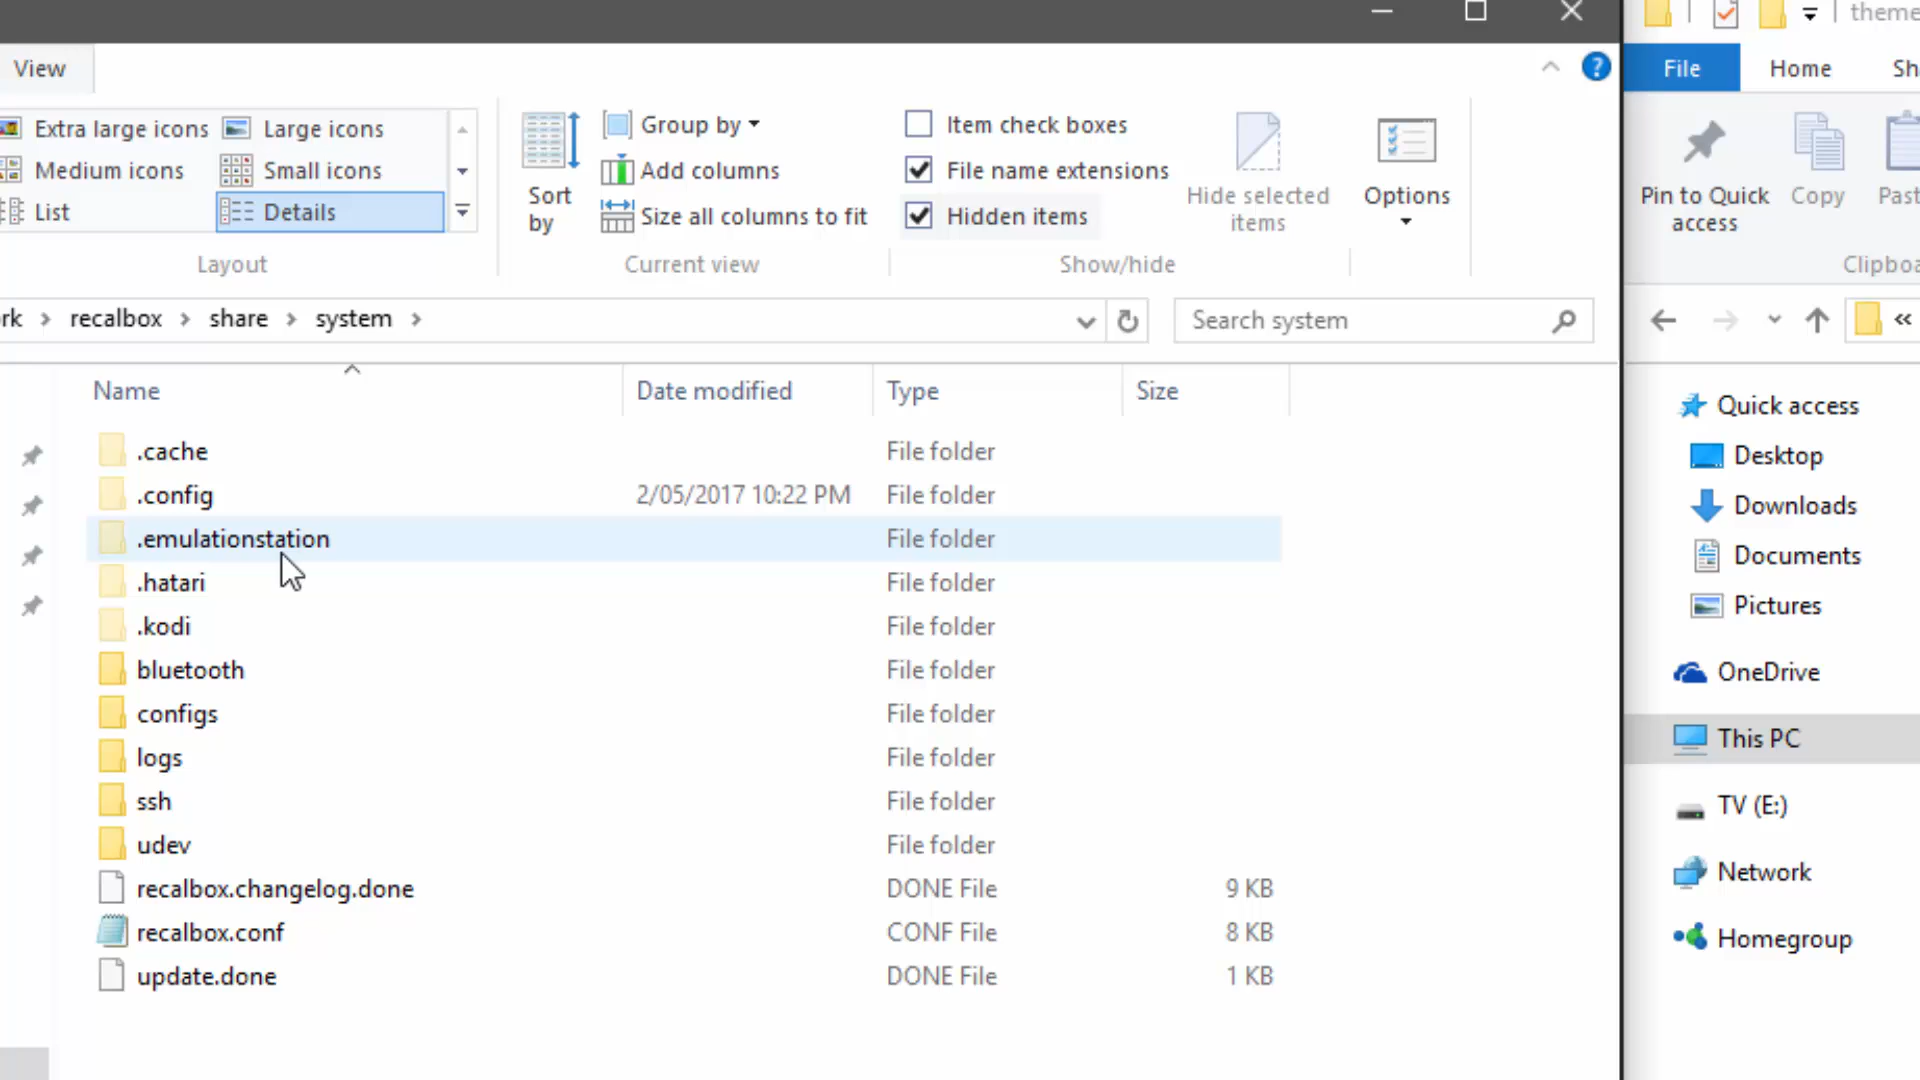 View
Extra large icons
Large icons
Medium icons
Small icons
List
Details
Layout
Sort by
Group by
Add columns
Size all columns to fit
Current view
Item check boxes
File name extensions
Hidden items
Show/hide
Hide selected items
Options
rk > recalbox > share > system >
Search system
Name
Date modified
Type
Size
.cache File folder
.config 2/05/2017 10:22 PM File folder
.emulationstation File folder
.hatari File folder
.kodi File folder
bluetooth File folder
configs File folder
logs File folder
ssh File folder
udev File folder
recalbox.changelog.done DONE File 9 KB
recalbox.conf CONF File 8 KB
update.done DONE File 1 KB
theme
File
Home
Sh
Pin to Quick access
Copy
Past
Clipboa
«
Quick access
Desktop
Downloads
Documents
Pictures
OneDrive
This PC
TV (E:)
Network
Homegroup